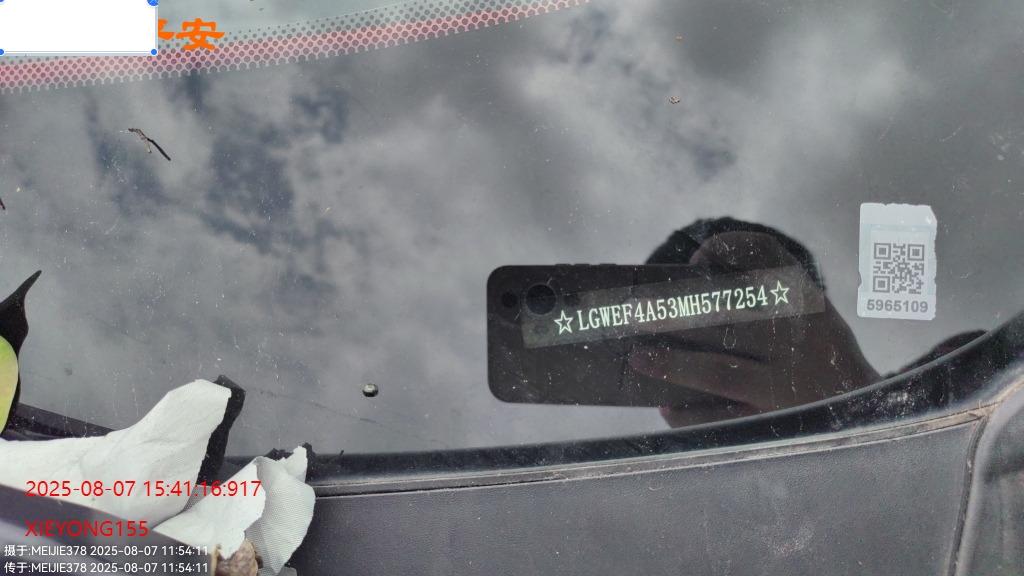 安
☆LGWEF4A53MH577254☆
5965109
2025-08-07 15:41:16:917
XIEYONG155
摄于:MEIJIE378 2025-08-07 11:54:11
传于:MEIJIE378 2025-08-07 11:54:11